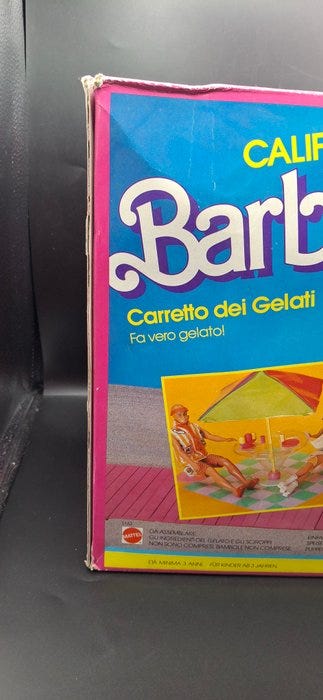 CALIF
Barb
Carretto dei Gelati
Fa vero gelato!
MATTEL
DA ASSEMBLARE
GLI INGREDIENTI DEL GELATO E GLI SCIROPPI
NON SONO COMPRESI. BAMBOLE NON COMPRESE.
ETÀ MINIMA 3 ANNI · FÜR KINDER AB 3 JAHREN